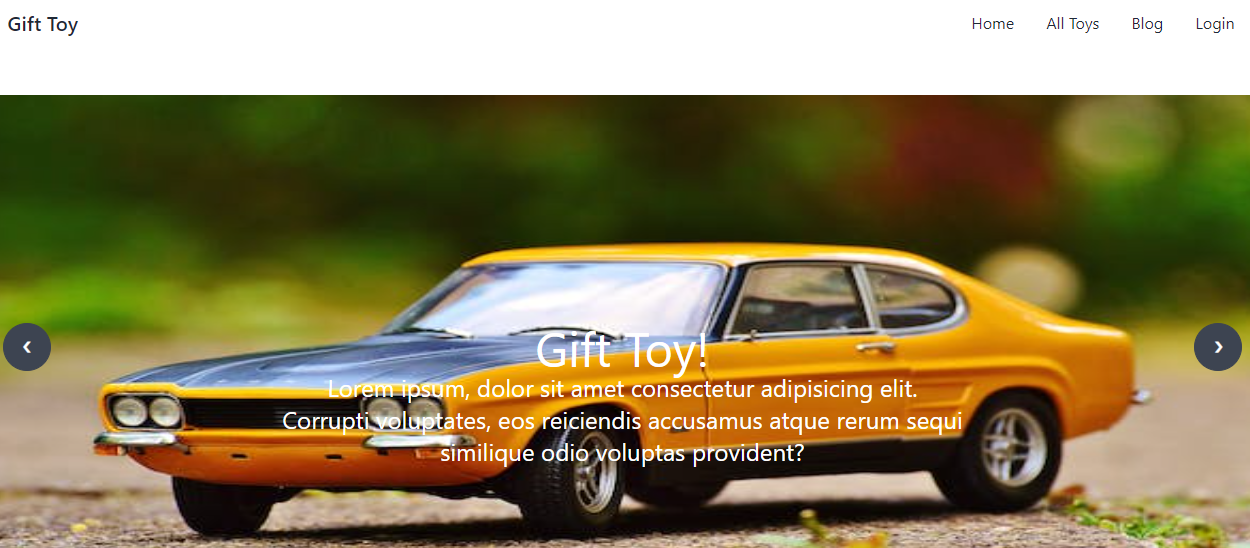 Gift Toy
Home All Toys Blog Login
Gift Toy!
Lorem ipsum, dolor sit amet consectetur adipisicing elit.
Corrupti voluptates, eos reiciendis accusamus atque rerum sequi
similique odio voluptas provident?